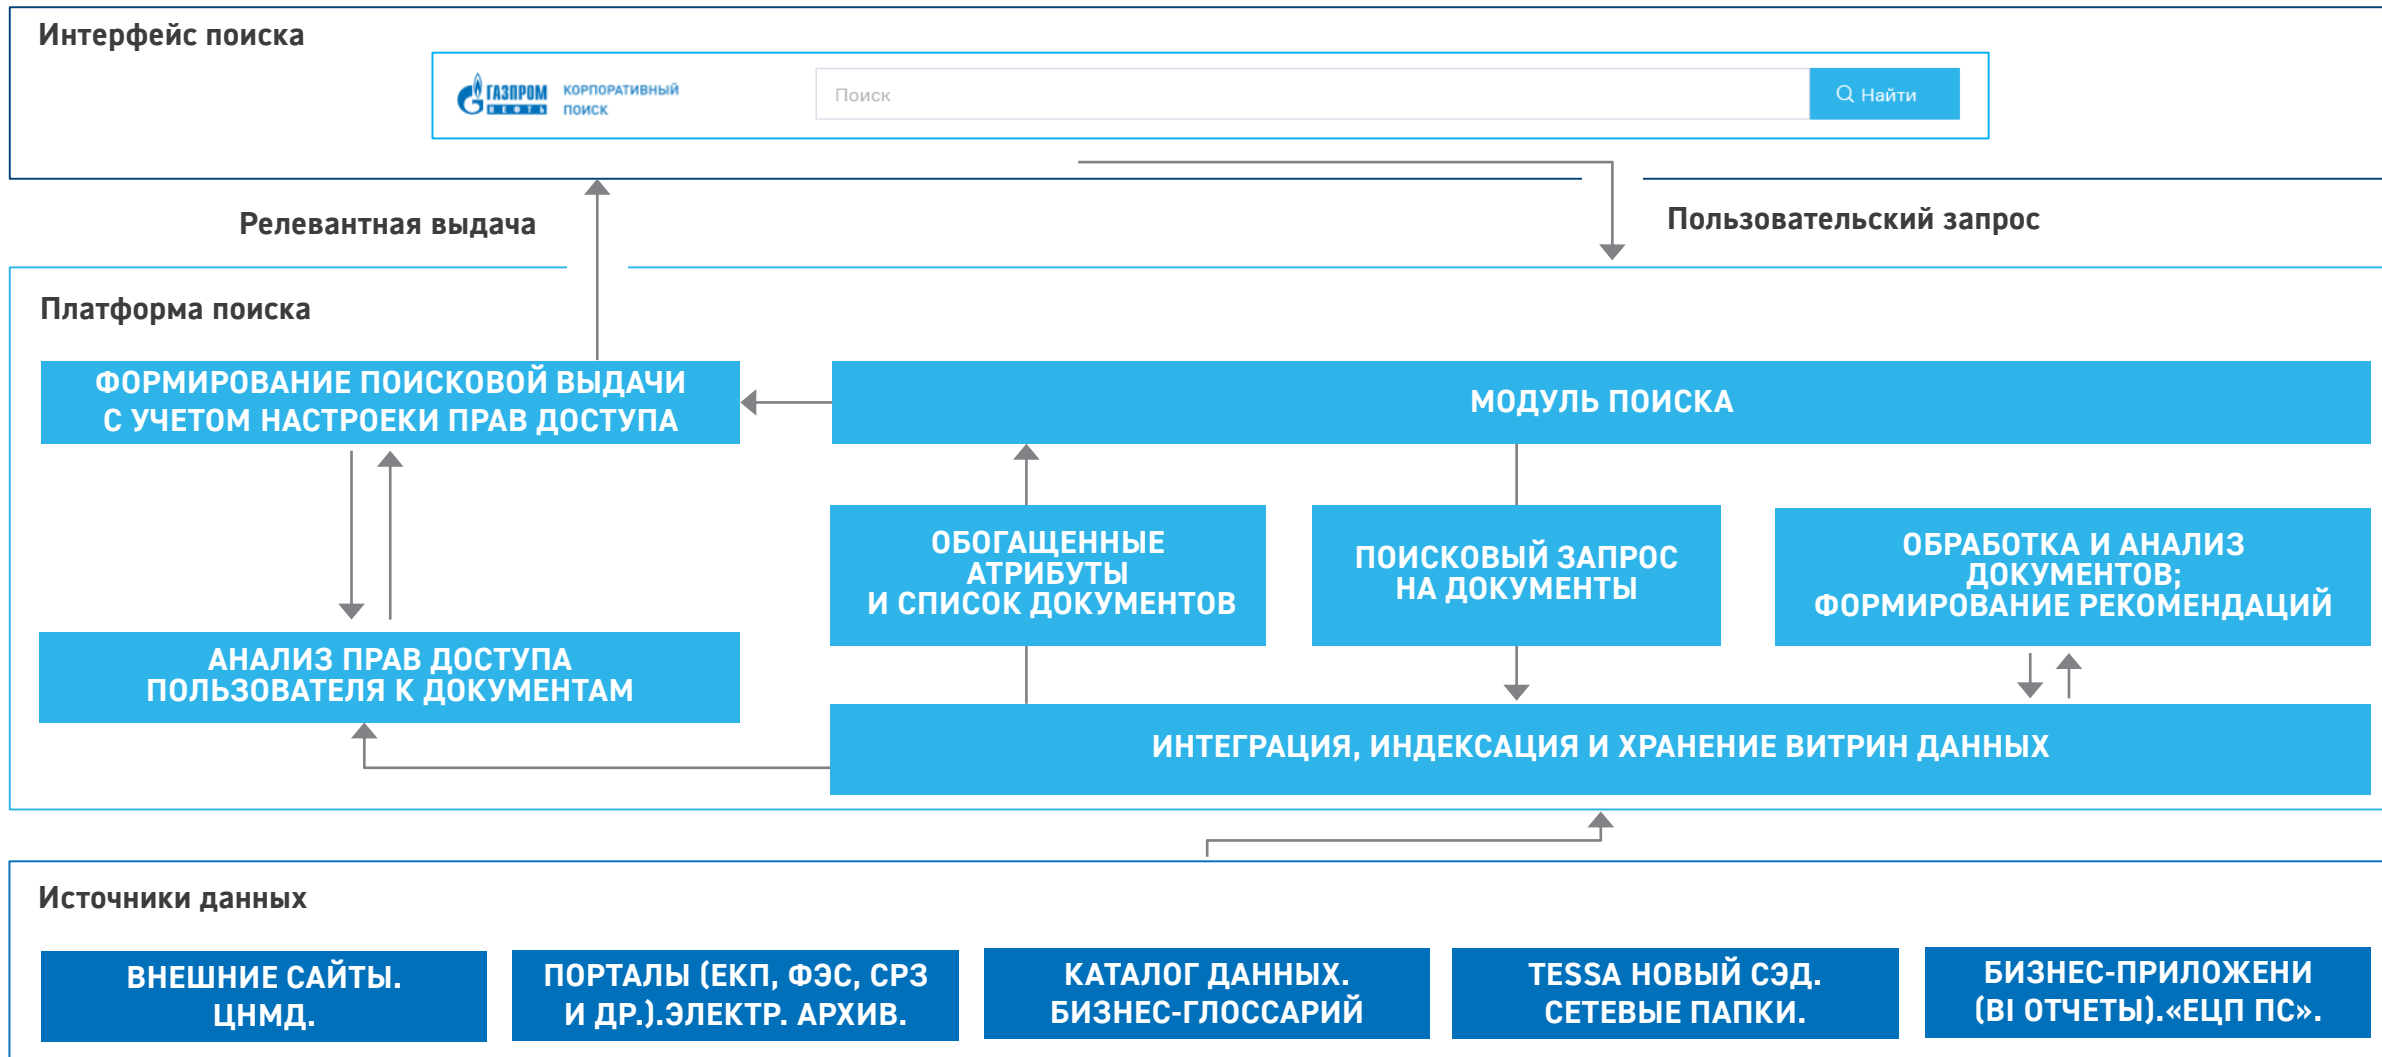 Интерфейс поиска
ГАЗПРОМ
НЕФТЬ
КОРПОРАТИВНЫЙ
ПОИСК
Поиск
Найти
Релевантная выдача
Пользовательский запрос
Платформа поиска
ФОРМИРОВАНИЕ ПОИСКОВОЙ ВЫДАЧИ
С УЧЕТОМ НАСТРОЕКИ ПРАВ ДОСТУПА
МОДУЛЬ ПОИСКА
ОБОГАЩЕННЫЕ
АТРИБУТЫ
И СПИСОК ДОКУМЕНТОВ
ПОИСКОВЫЙ ЗАПРОС
НА ДОКУМЕНТЫ
ОБРАБОТКА И АНАЛИЗ
ДОКУМЕНТОВ;
ФОРМИРОВАНИЕ РЕКОМЕНДАЦИЙ
АНАЛИЗ ПРАВ ДОСТУПА
ПОЛЬЗОВАТЕЛЯ К ДОКУМЕНТАМ
ИНТЕГРАЦИЯ, ИНДЕКСАЦИЯ И ХРАНЕНИЕ ВИТРИН ДАННЫХ
Источники данных
ВНЕШНИЕ САЙТЫ.
ЦНМД.
ПОРТАЛЫ (ЕКП, ФЭС, СРЗ
И ДР.).ЭЛЕКТР. АРХИВ.
КАТАЛОГ ДАННЫХ.
БИЗНЕС-ГЛОССАРИЙ
TESSA НОВЫЙ СЭД.
СЕТЕВЫЕ ПАПКИ.
БИЗНЕС-ПРИЛОЖЕНИ
(BI ОТЧЕТЫ).«ЕЦП ПС».